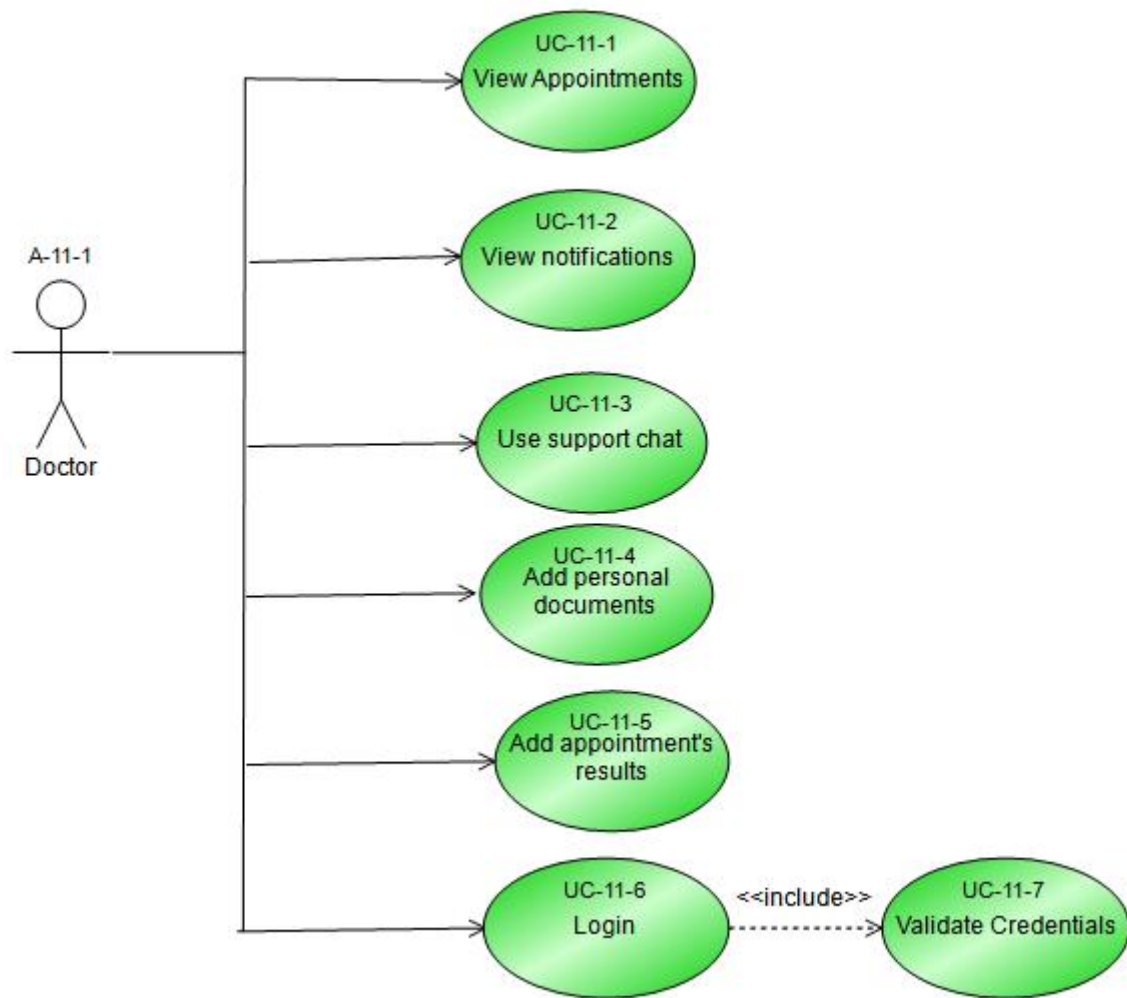 UC-11-1
View Appointments
UC-11-2
View notifications
A-11-1
Doctor
UC-11-3
Use support chat
UC-11-4
Add personal
documents
UC-11-5
Add appointment's
results
UC-11-6
Login
<<include>>
UC-11-7
Validate Credentials